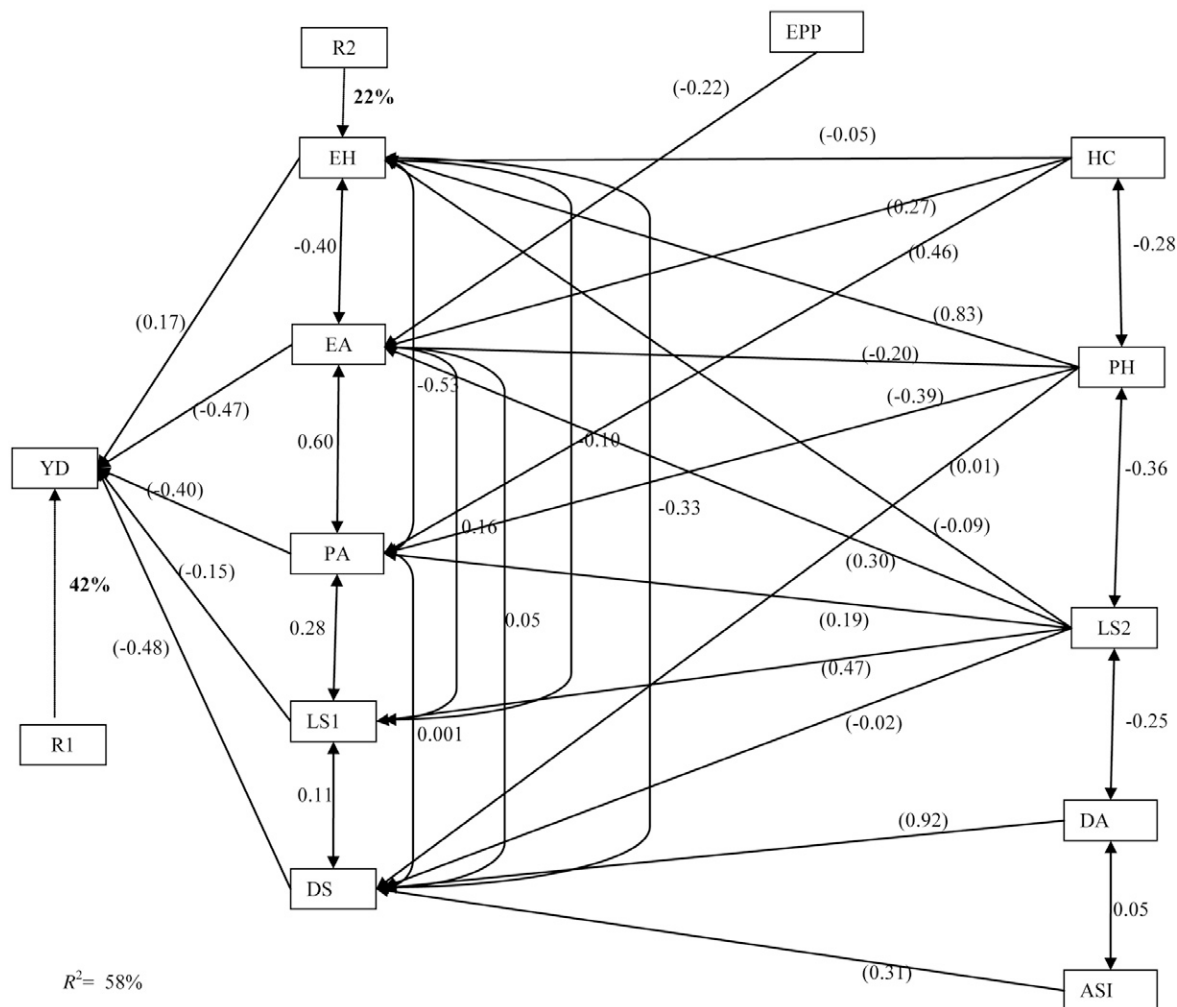 EPP
R2
(-0.22)
22%
(-0.05)
EH
HC
(0.27)
-0.40
(0.46)
-0.28
(0.17)
(0.83)
EA
(-0.20)
PH
-0.53
(-0.39)
(-0.47)
0.60
-0.10
YD
(0.01)
-0.36
(-0.40)
-0.33
0.16
(-0.09)
PA
(0.30)
(-0.15)
42%
0.05
(0.19)
0.28
LS2
(-0.48)
(0.47)
LS1
(-0.02)
-0.25
0.001
R1
0.11
(0.92)
DA
DS
0.05
(0.31)
R2= 58%
ASI